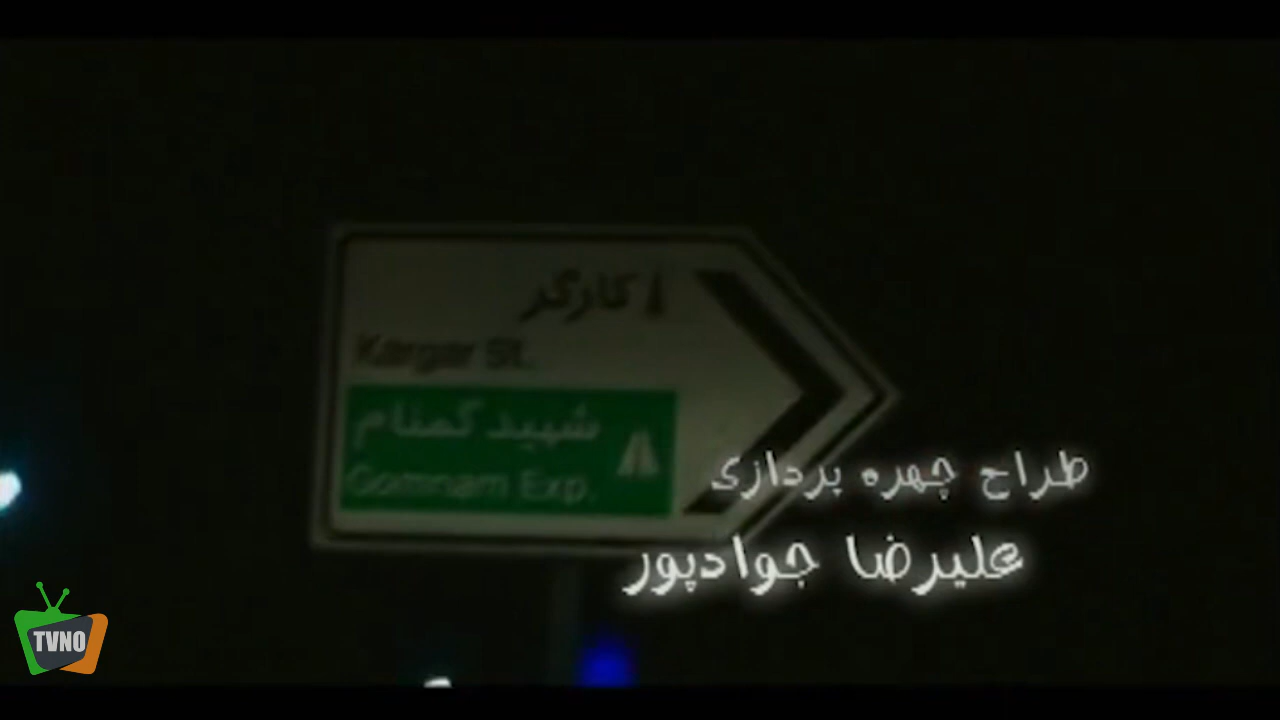 کارگر
Kargar St.
شهید گمنام
Gomnam Exp.
طراح چهره پردازی
علیرضا جوادپور
TVNO